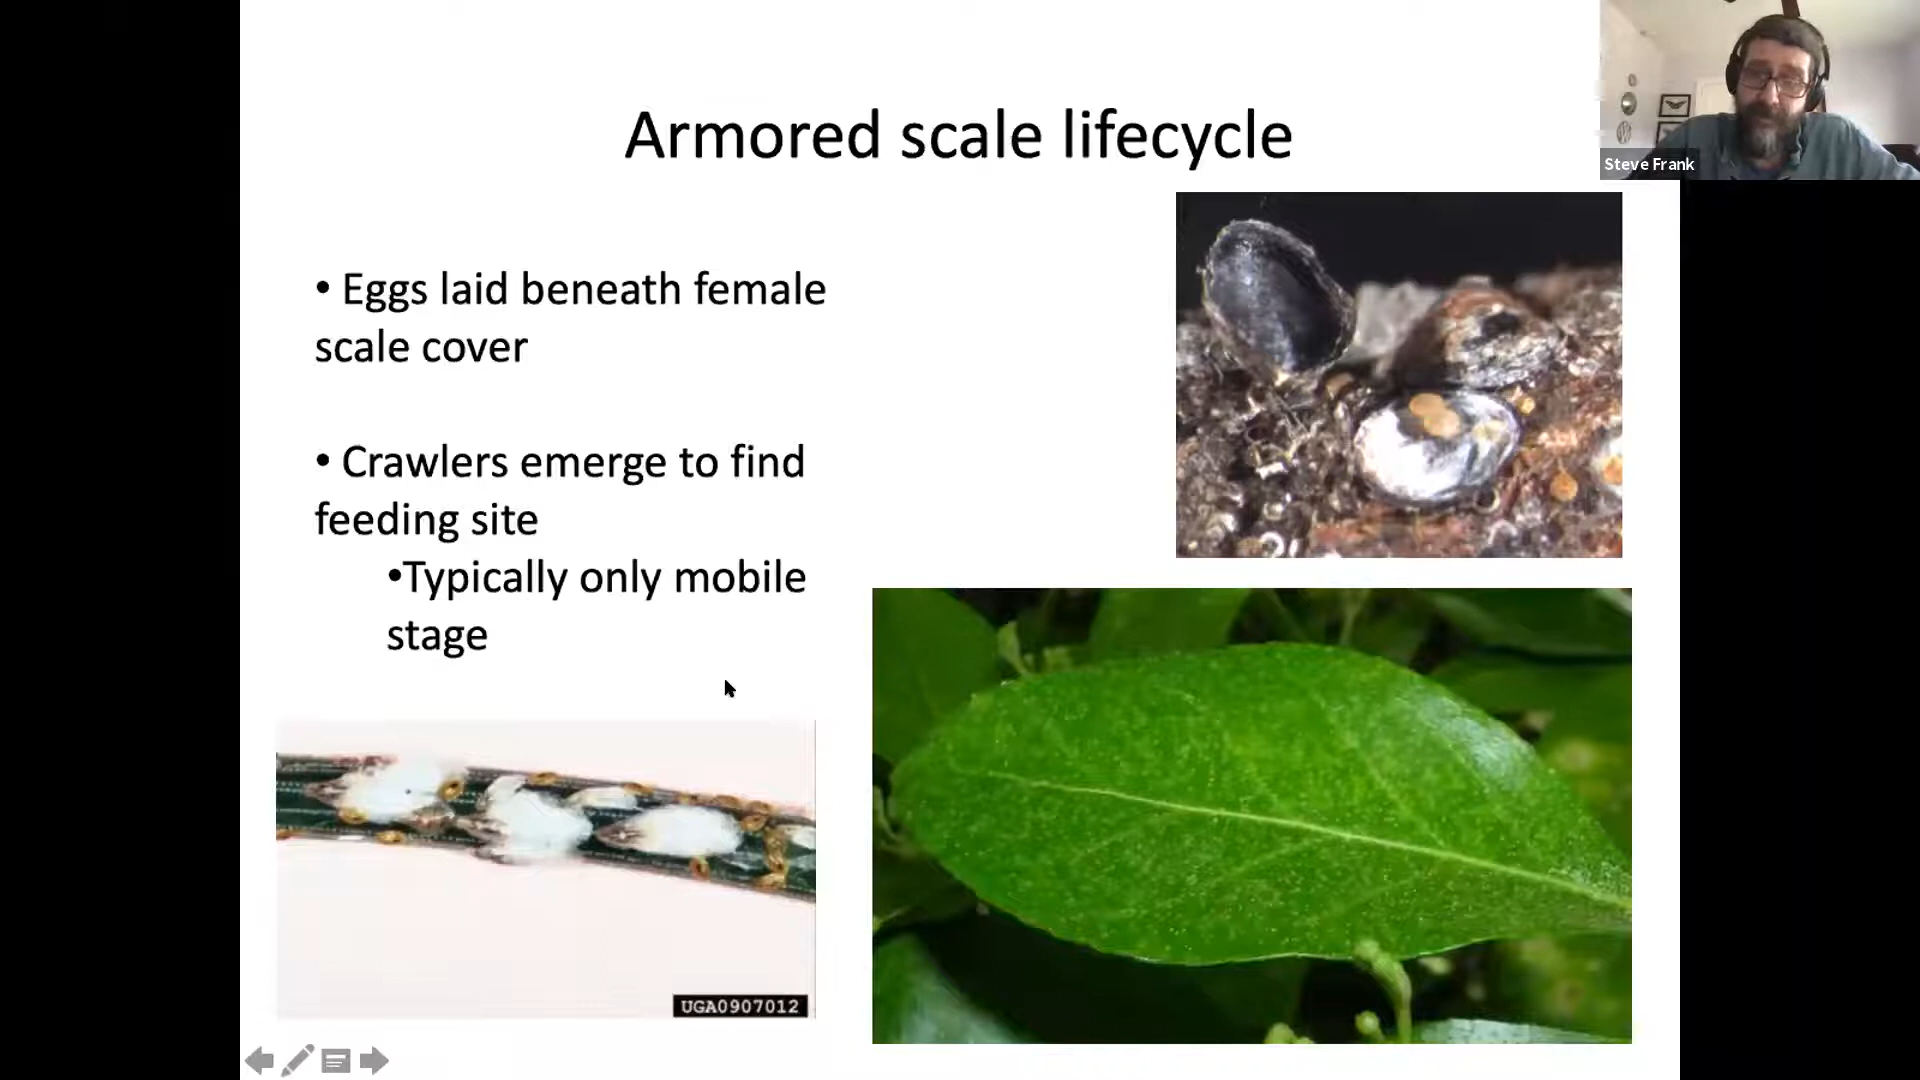 Armored scale lifecycle
Steve Frank
• Eggs laid beneath female
scale cover
• Crawlers emerge to find
feeding site
•Typically only mobile
stage
UGA0907012